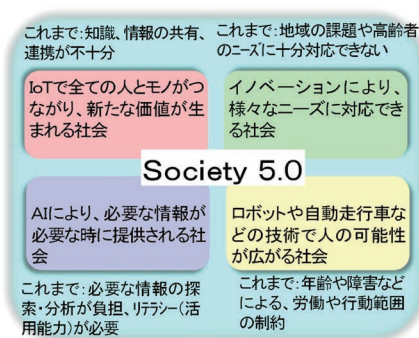 これまで:知識、情報の共有、
連携が不十分
これまで:地域の課題や高齢者
のニーズに十分対応できない
IoTで全ての人とモノがつ
ながり、新たな価値が生
まれる社会
イノベーションにより、
様々なニーズに対応でき
る社会
Society 5.0
AIにより、必要な情報が
必要な時に提供される社
会
ロボットや自動走行車な
どの技術で人の可能性
が広がる社会
これまで:必要な情報の探
索・分析が負担、リテラシー(活
用能力)が必要
これまで:年齢や障害など
による、労働や行動範囲
の制約